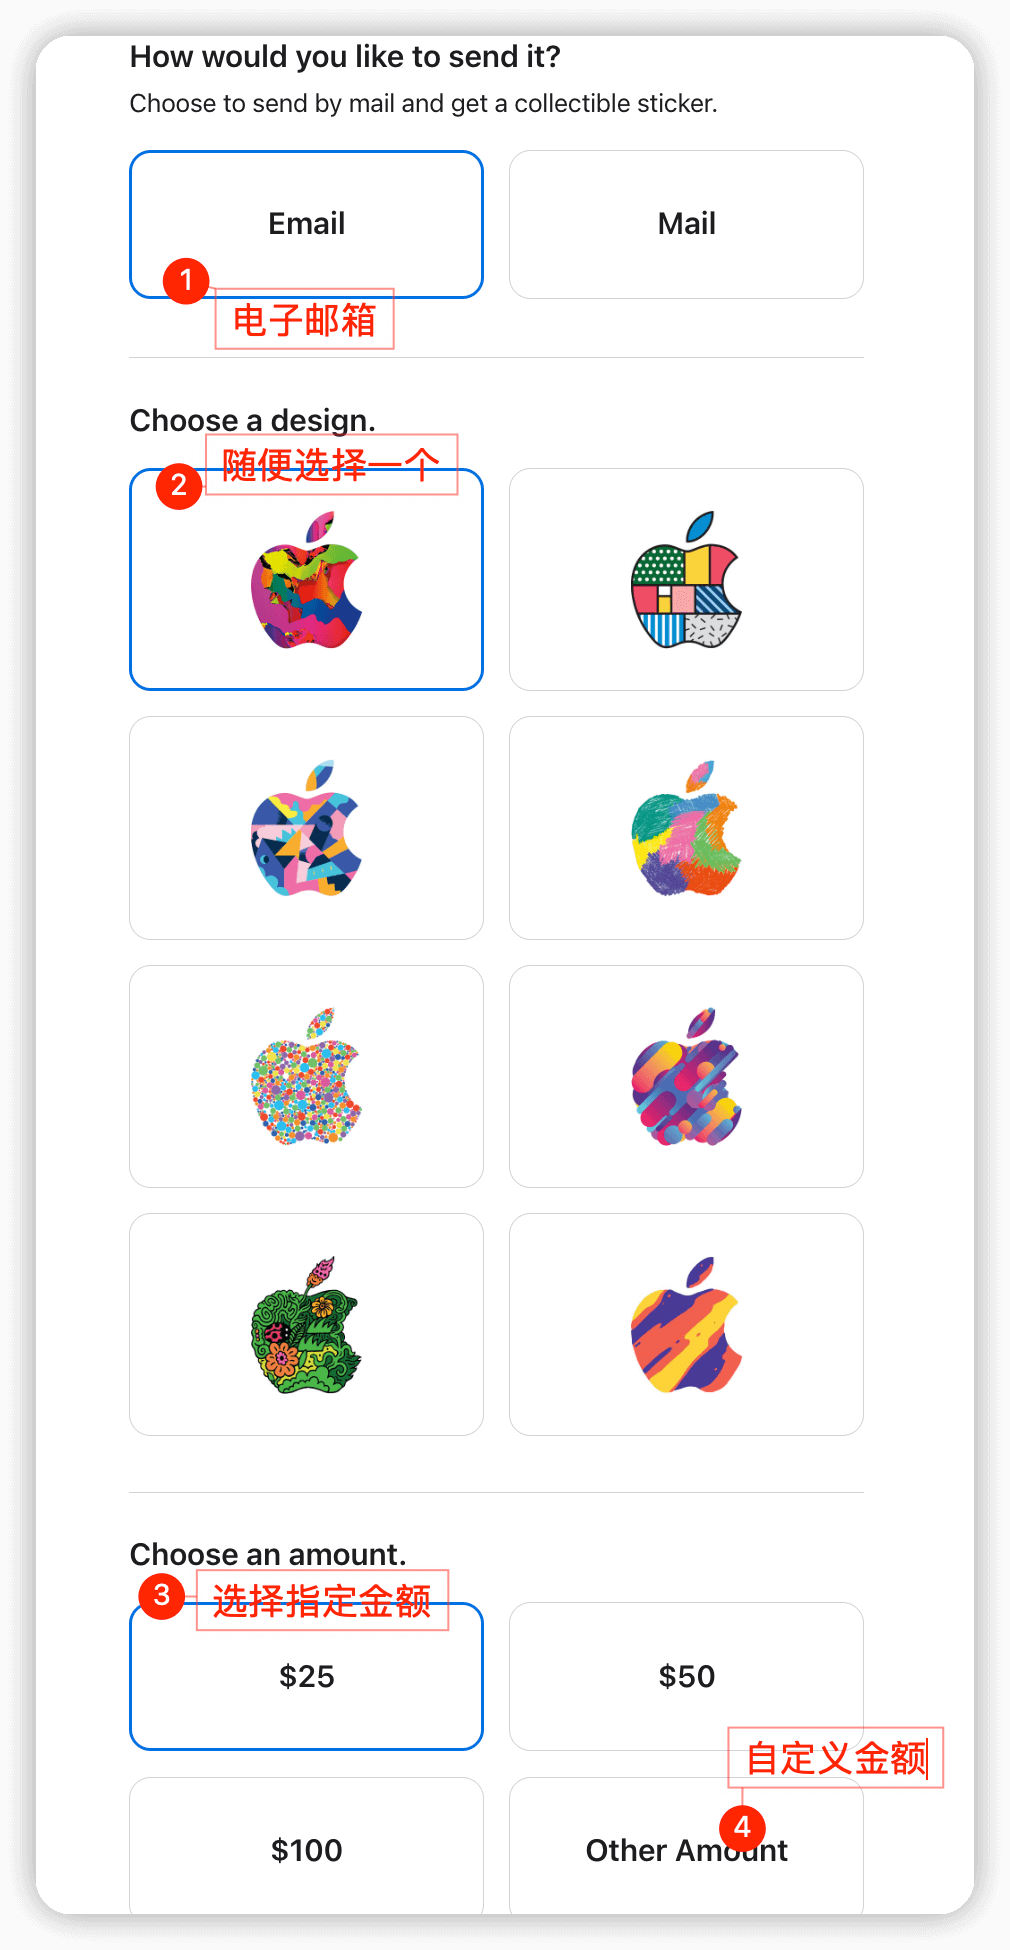 How would you like to send it?
Choose to send by mail and get a collectible sticker.
Email
Mail
1
电子邮箱
Choose a design.
2
随便选择一个
Choose an amount.
3
选择指定金额
$25
$50
自定义金额
4
$100
Other Amount